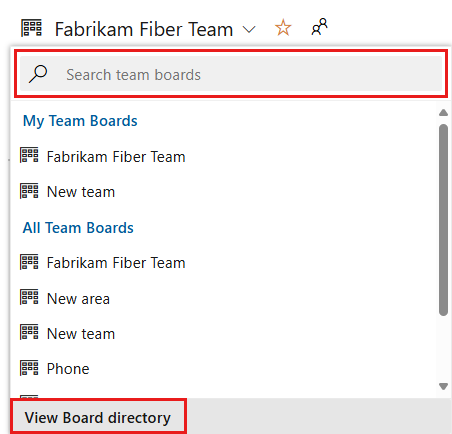 Fabrikam Fiber Team
Search team boards
My Team Boards
Fabrikam Fiber Team
New team
All Team Boards
Fabrikam Fiber Team
New area
New team
Phone
View Board directory